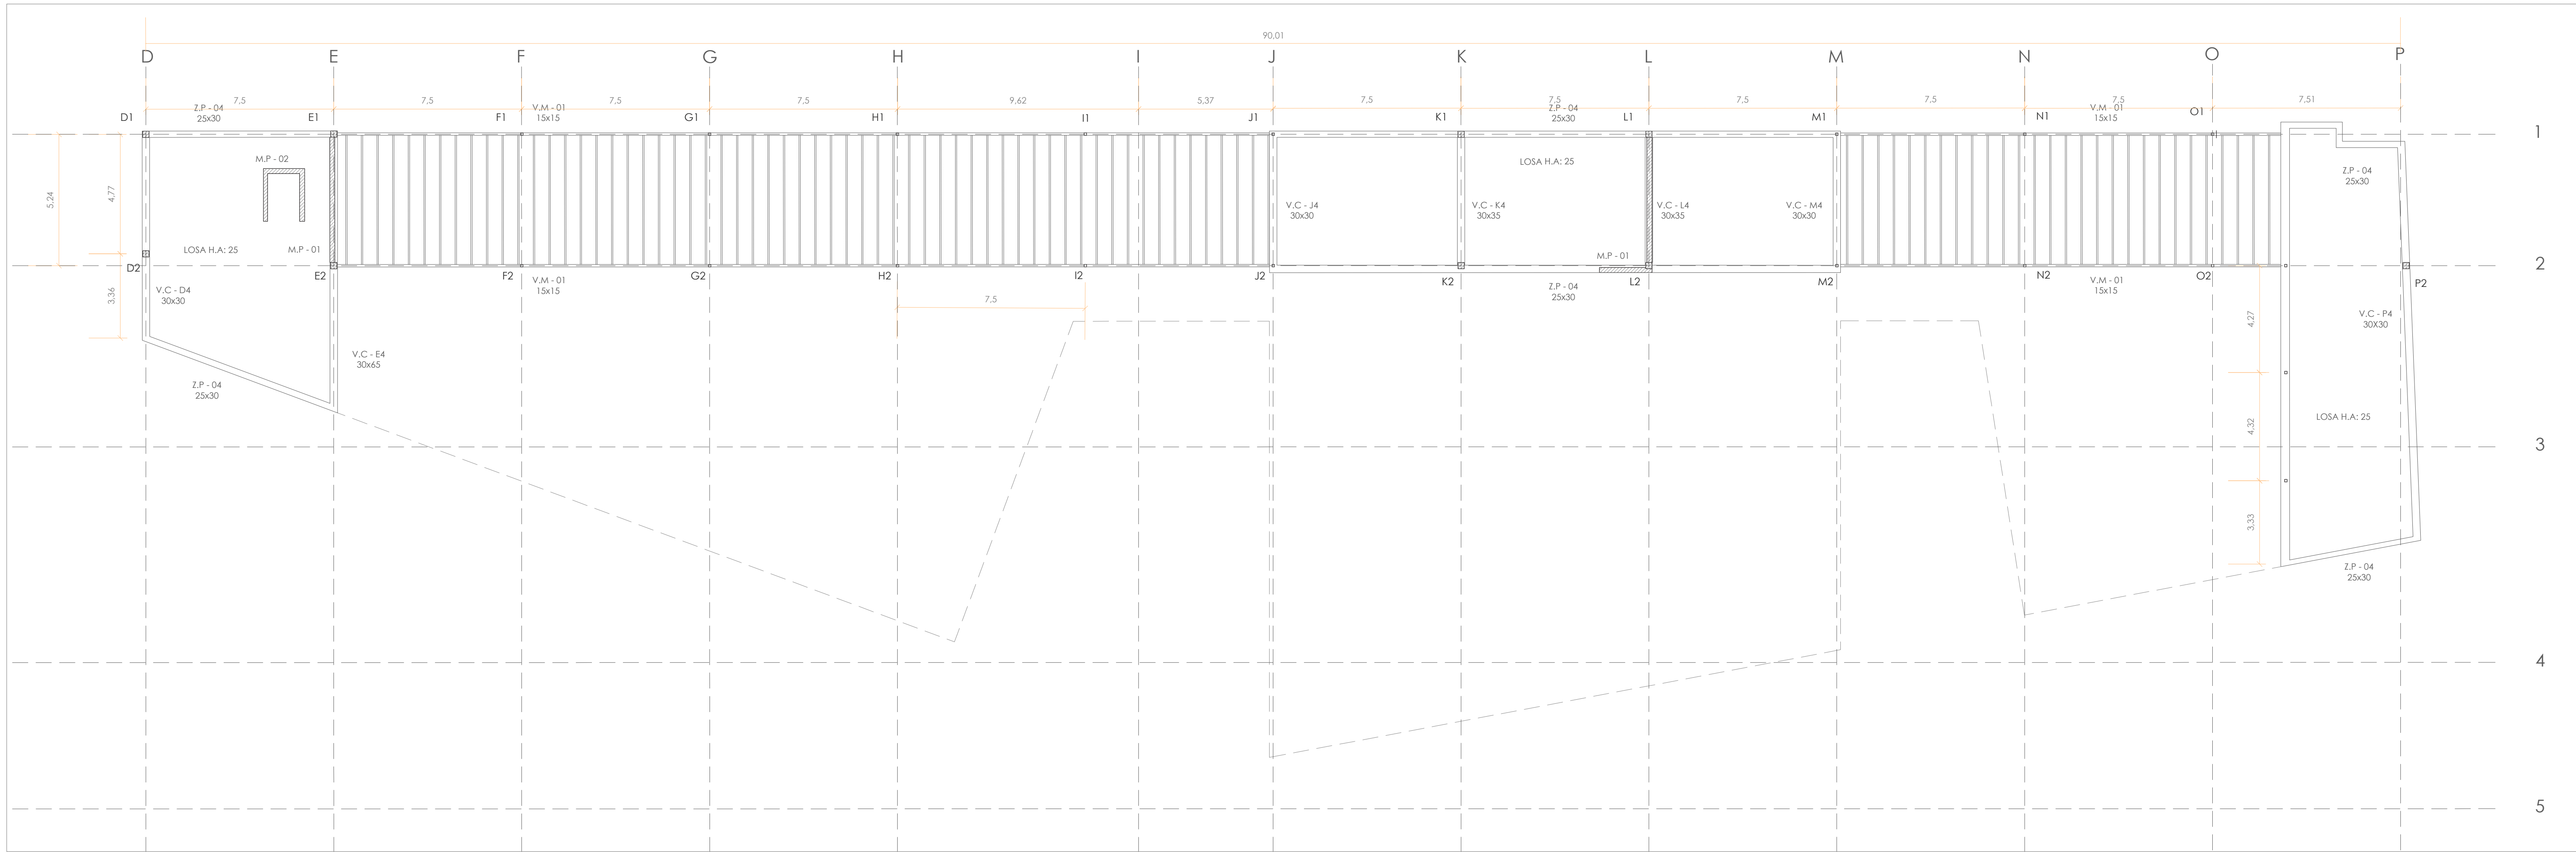 90,01
D E F G H I J K L M N O P
7,5 7,5 7,5 7,5 9,62 5,37 7,5 7,5 7,5 7,5 7,5 7,51
Z.P - 04
25x30
V.M - 01
15x15
Z.P - 04
25x30
V.M - 01
15x15
D1 E1 F1 G1 H1 I1 J1 K1 L1 M1 N1 O1
1
M.P - 02
LOSA H.A: 25
Z.P - 04
25x30
5,24
4,77
V.C - J4
30x30
V.C - K4
30x35
V.C - L4
30x35
V.C - M4
30x30
LOSA H.A: 25
M.P - 01
M.P - 01
2
D2 E2 F2 G2 H2 I2 J2 K2 L2 M2 N2 O2 P2
V.C - D4
30x30
3,36
V.M - 01
15x15
7,5
Z.P - 04
25x30
V.M - 01
15x15
4,27
V.C - P4
30X30
V.C - E4
30x65
Z.P - 04
25x30
4,32
LOSA H.A: 25
3
3,33
Z.P - 04
25x30
4
5